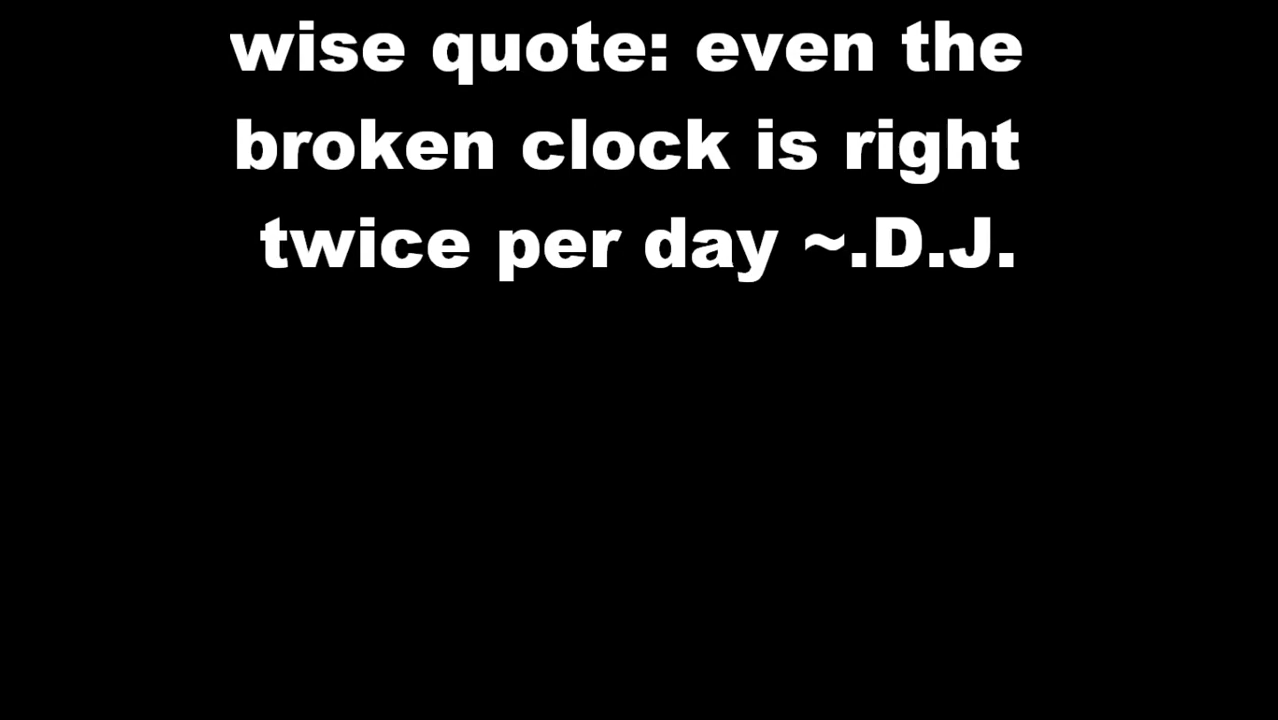 wise quote: even the
broken clock is right
twice per day ~.D.J.